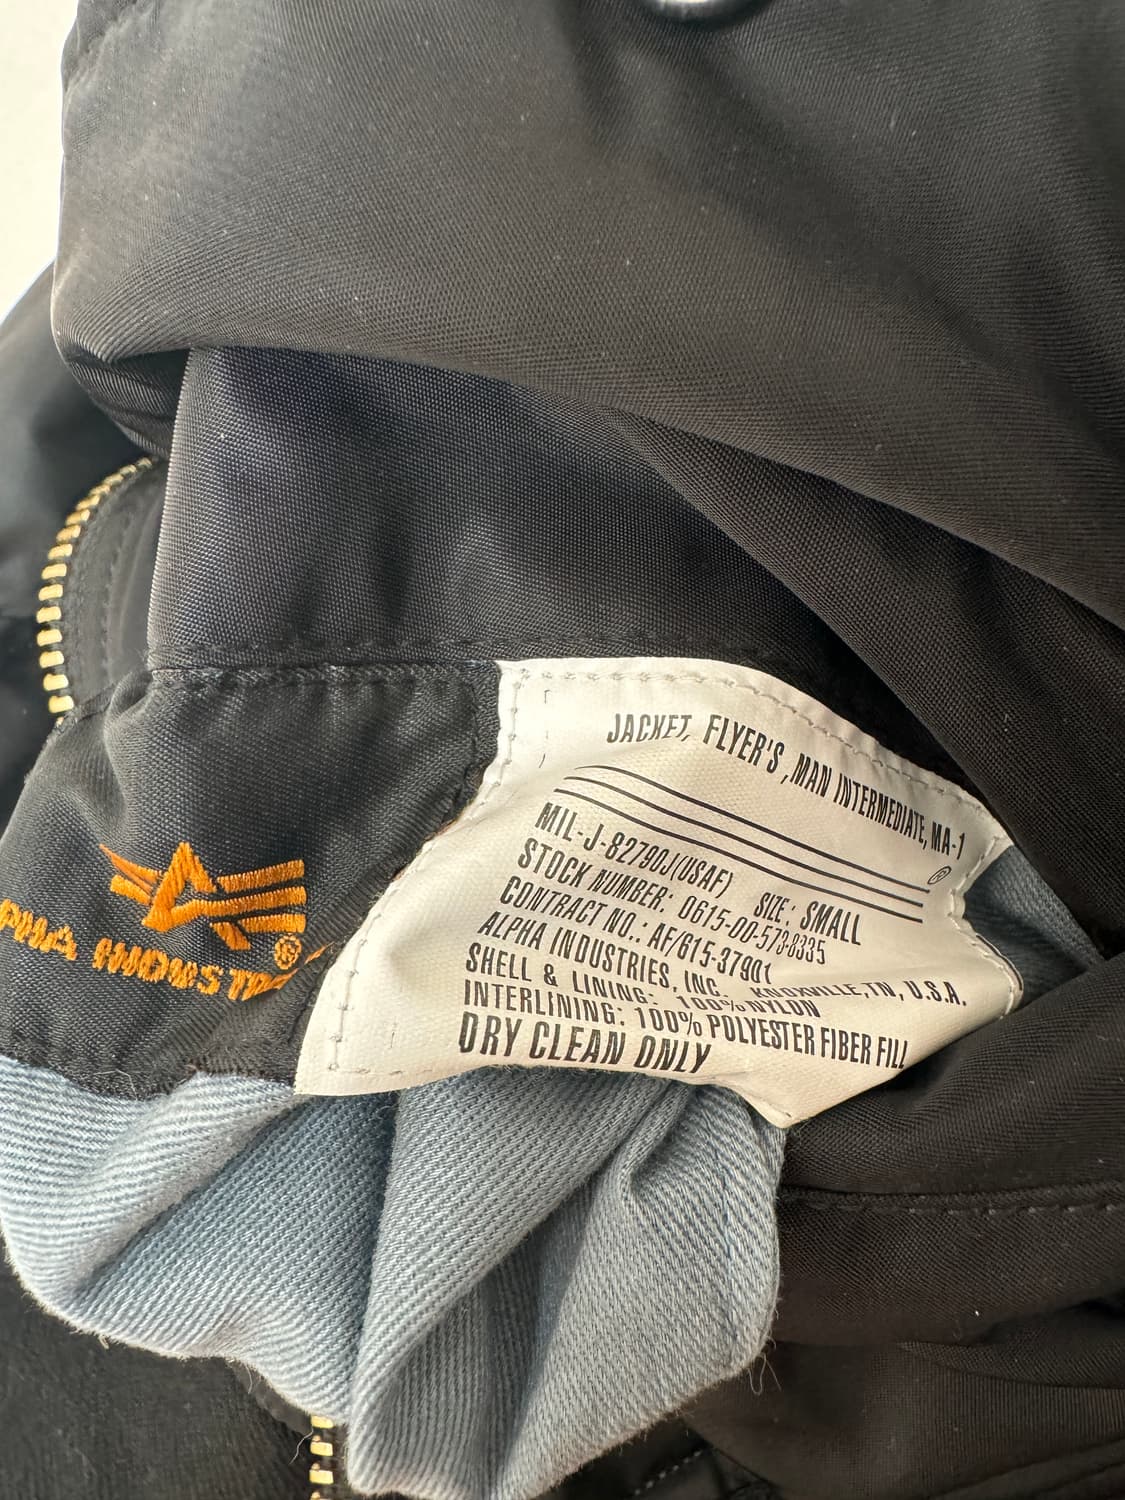 JACKET, FLYER'S ,MAN INTERMEDIATE, MA-1
®
MIL-J-82790J(USAF) SIZE: SMALL
STOCK NUMBER: 0615-00-573-8335
CONTRACT NO.: AF/615-37901
ALPHA INDUSTRIES, INC. KNOXVILLE,TN, U.S.A.
SHELL & LINING: 100% NYLON
INTERLINING: 100% POLYESTER FIBER FILL
DRY CLEAN ONLY
PHA INDUSTR
®